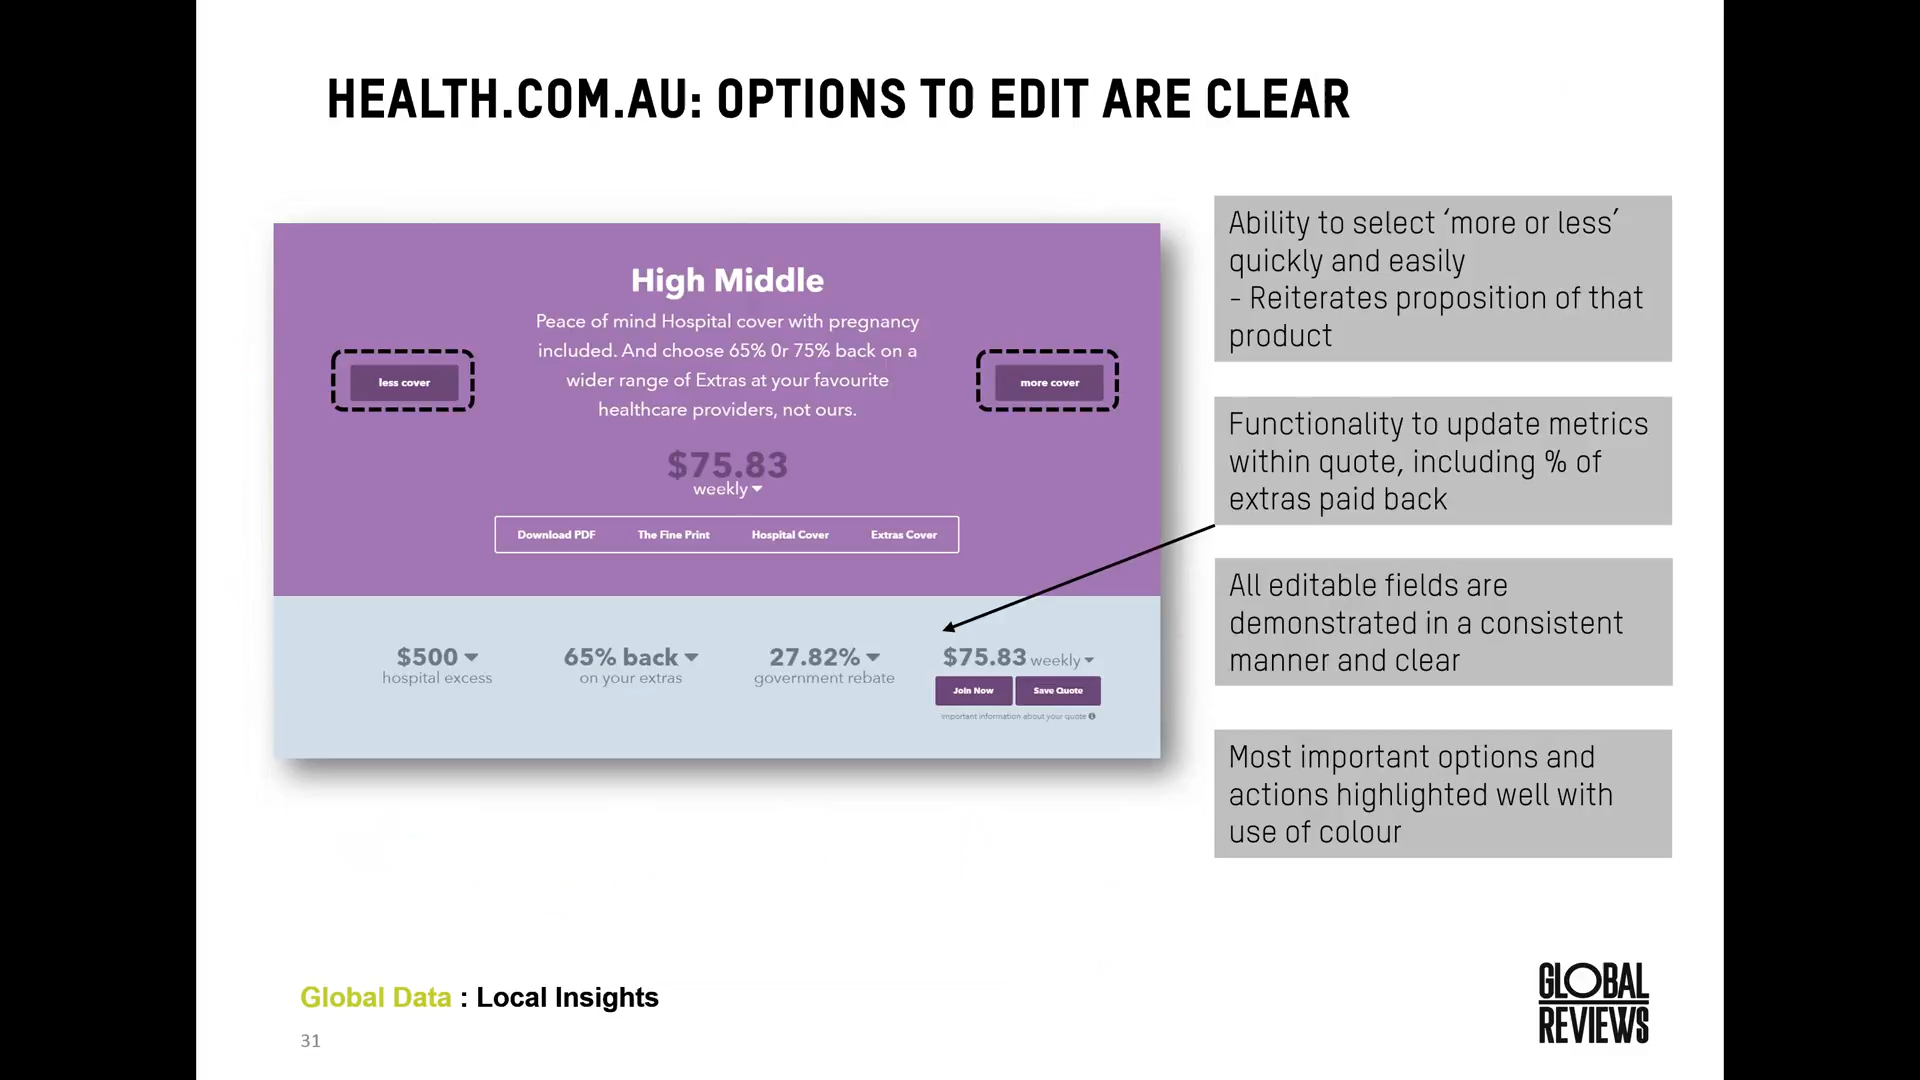 HEALTH.COM.AU: OPTIONS TO EDIT ARE CLEAR
High Middle
Peace of mind Hospital cover with pregnancy
included. And choose 65% 0r 75% back on a
wider range of Extras at your favourite
healthcare providers, not ours.
less cover
more cover
$75.83
weekly
Download PDF The Fine Print Hospital Cover Extras Cover
$500 65% back 27.82% $75.83 weekly
hospital excess on your extras government rebate
Join Now Save Quote
important information about your quote
Ability to select ‘more or less’
quickly and easily
- Reiterates proposition of that
product
Functionality to update metrics
within quote, including % of
extras paid back
All editable fields are
demonstrated in a consistent
manner and clear
Most important options and
actions highlighted well with
use of colour
Global Data : Local Insights
31
GLOBAL
REVIEWS